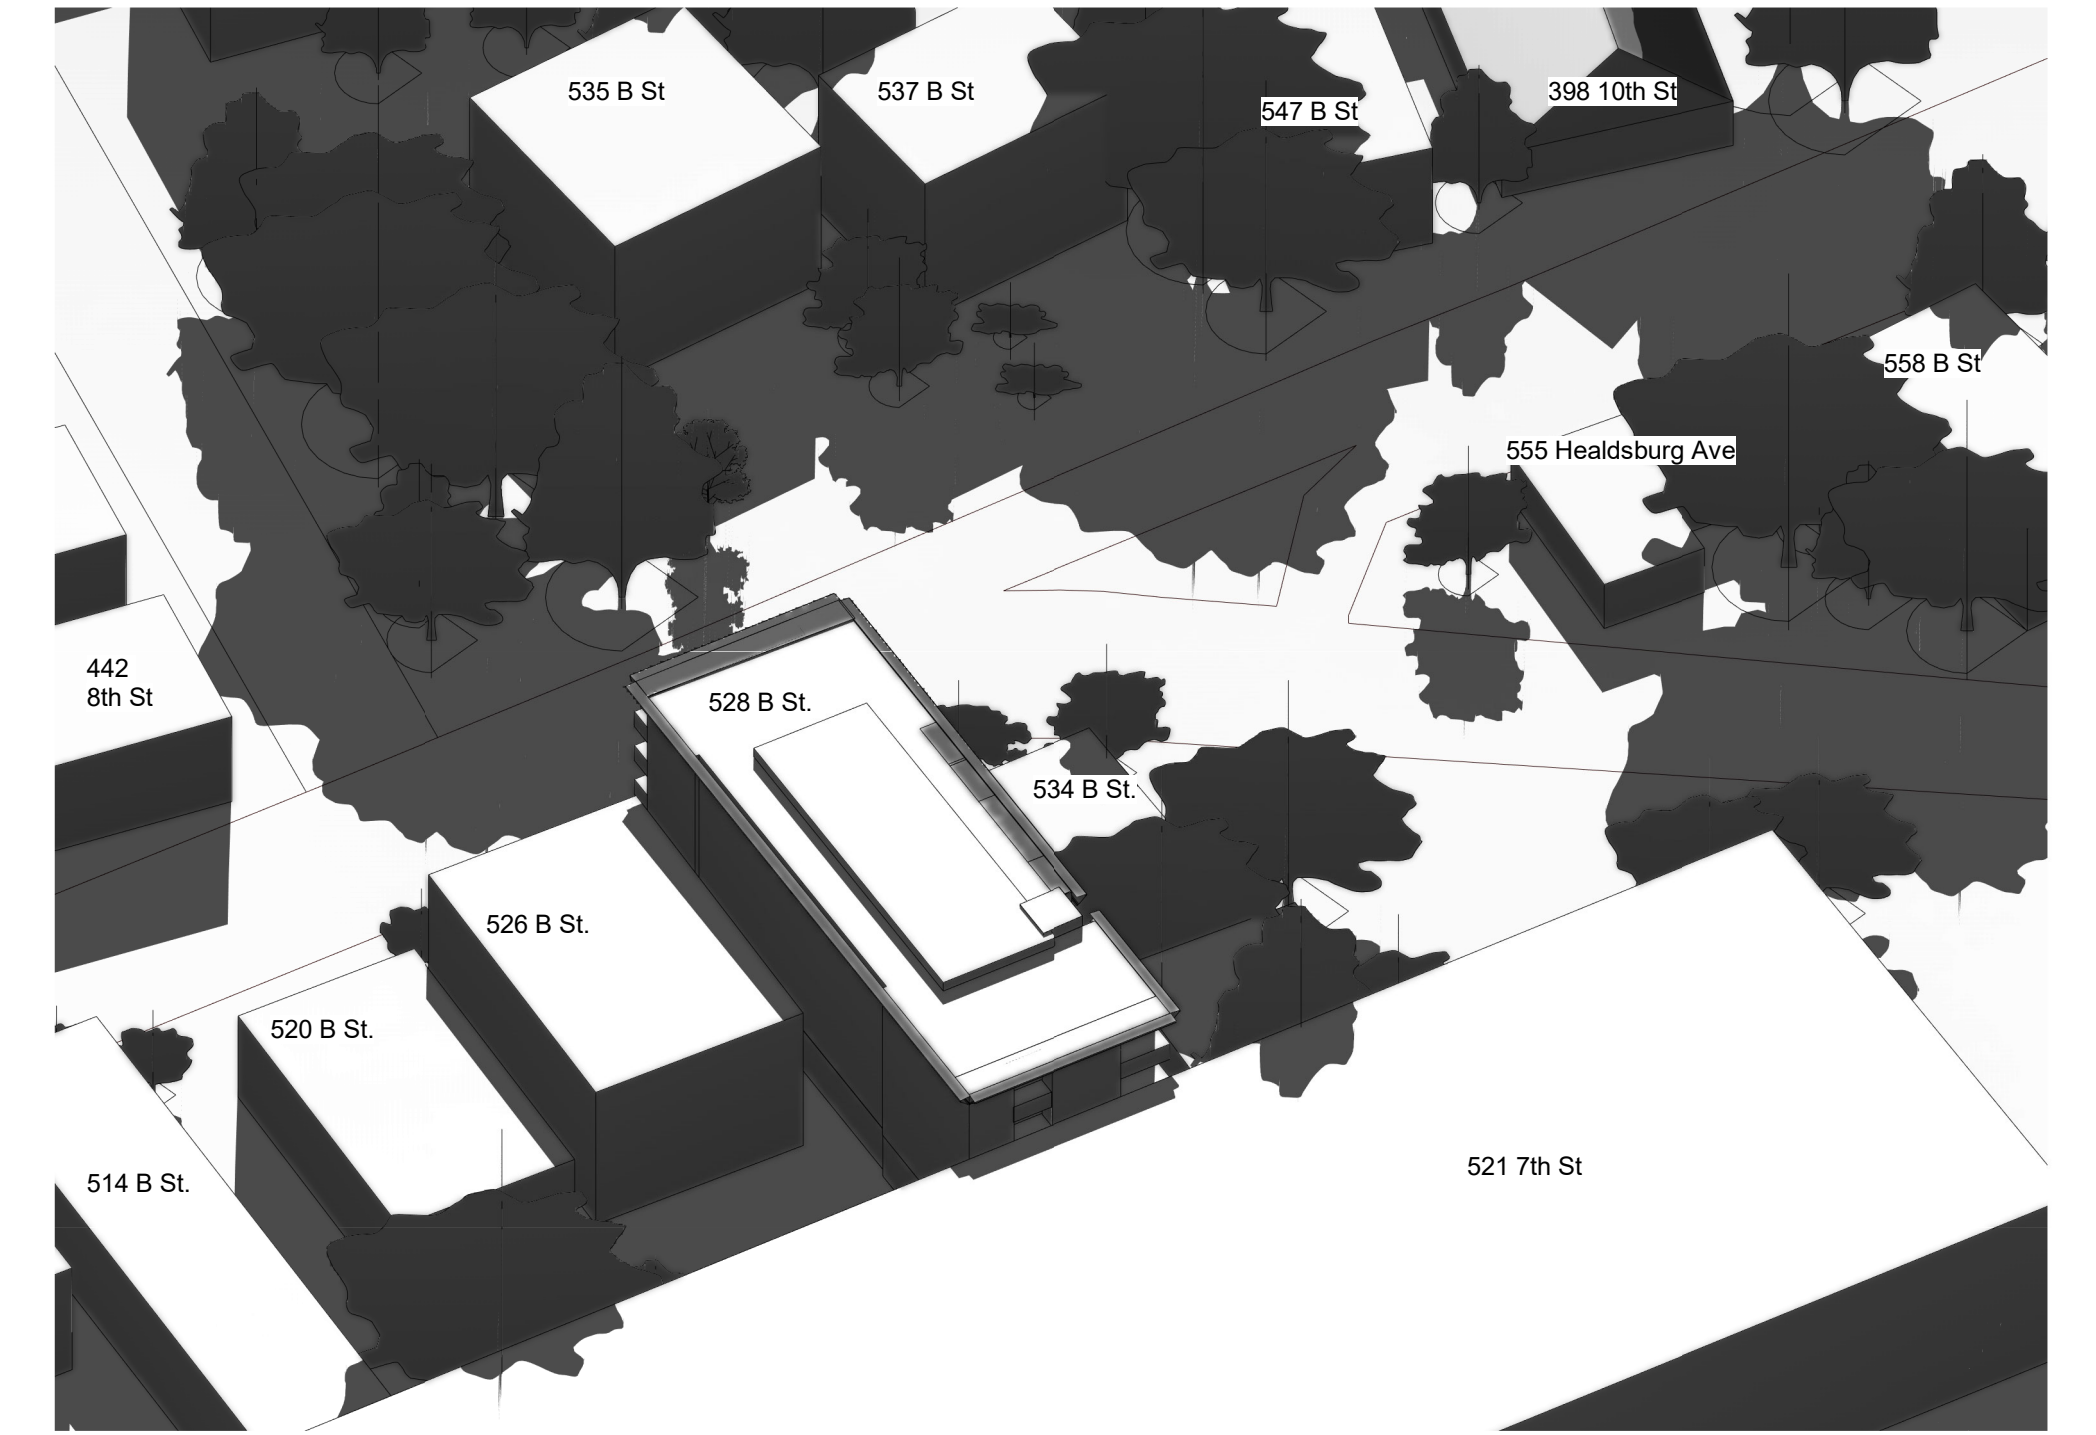 535 B St
537 B St
547 B St
398 10th St
558 B St
555 Healdsburg Ave
442
8th St
528 B St.
534 B St.
526 B St.
520 B St.
514 B St.
521 7th St